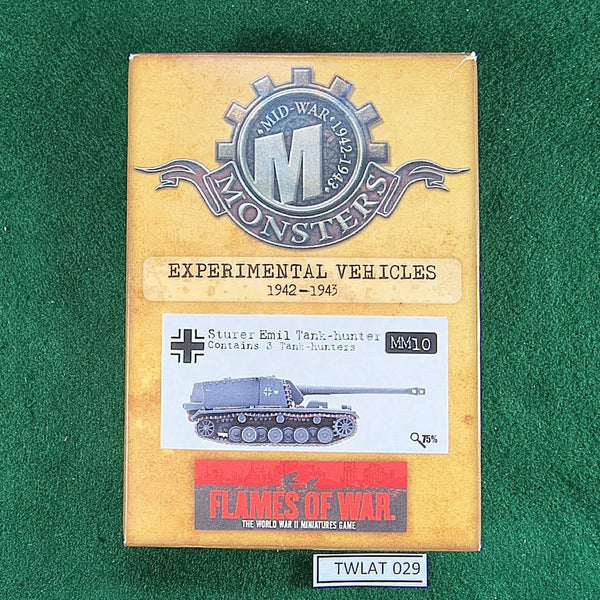 MID-WAR · 1942-1943
M
MONSTERS
EXPERIMENTAL VEHICLES
1942-1943
Sturer Emil Tank-hunter
Contains 3 Tank-hunters
MM10
75%
FLAMES OF WAR
THE WORLD WAR II MINIATURES GAME
TWLAT 029